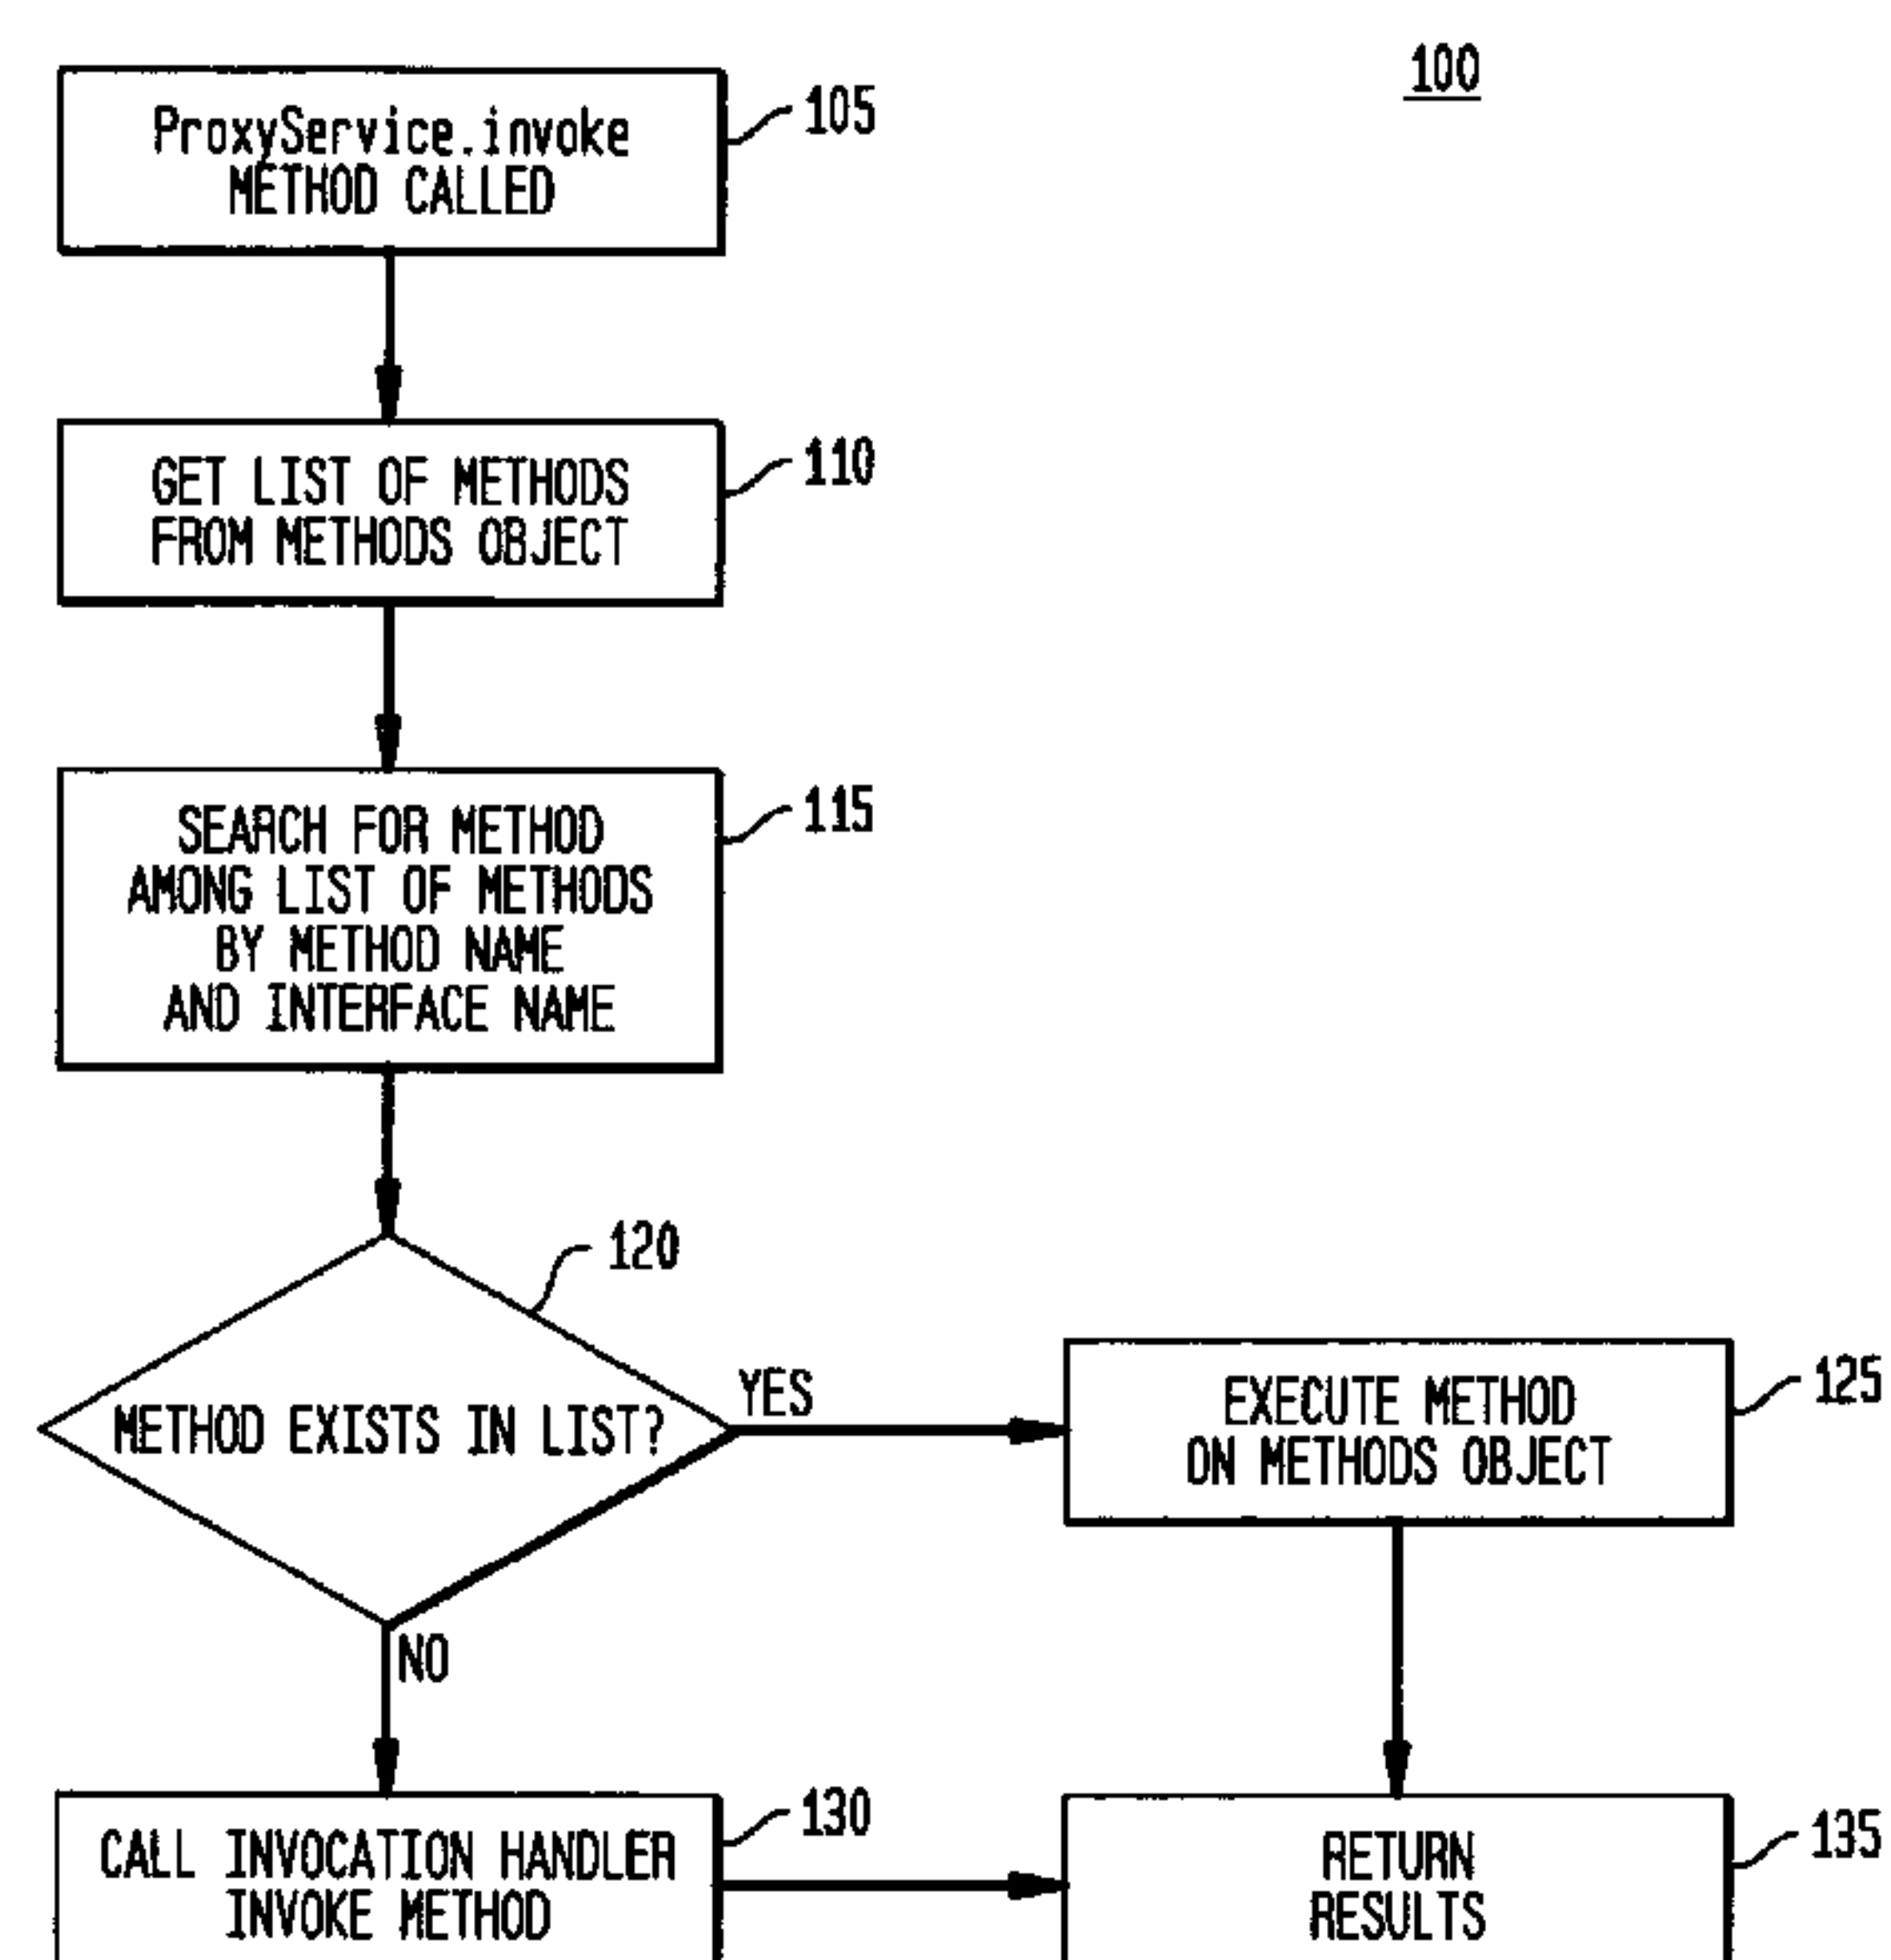 100
ProxyService.invoke
METHOD CALLED
105
GET LIST OF METHODS
FROM METHODS OBJECT
110
SEARCH FOR METHOD
AMONG LIST OF METHODS
BY METHOD NAME
AND INTERFACE NAME
115
120
METHOD EXISTS IN LIST?
YES
EXECUTE METHOD
ON METHODS OBJECT
125
NO
CALL INVOCATION HANDLER
INVOKE METHOD
130
RETURN
RESULTS
135